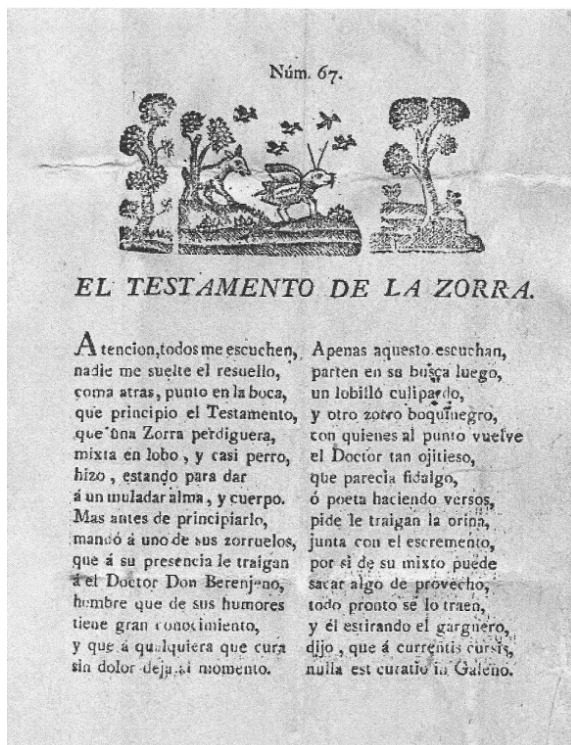 Núm. 67.
EL TESTAMENTO DE LA ZORRA.
Atencion, todos me escuchen,
nadie me suelte el resuello,
coma atras, punto en la boca,
que principio el Testamento,
que una Zorra perdiguera,
mixta en lobo, y casi perro,
hizo, estando para dar
á un muladar alma, y cuerpo.
Mas antes de principiarlo,
mandó á uno de sus zorruelos,
que á su presencia le traigan
á el Doctor Don Berenjeno,
hombre que de sus humores
tiene gran conocimiento,
y que á qualquiera que cura
sin dolor deja al momento.
Apenas aquesto escuchan,
parten en su busca luego,
un lobilló culipardo,
y otro zorro boquinegro,
con quienes al punto vuelve
el Doctor tan ojitieso,
que parecia fidalgo,
ó poeta haciendo versos,
pide le traigan la orina,
junta con el escremento,
por si de su mixto puede
sacar algo de provecho,
todo pronto se lo traen,
y él estirando el garguero,
dijo, que á currentis cursis,
nulla est curatio in Galeno.